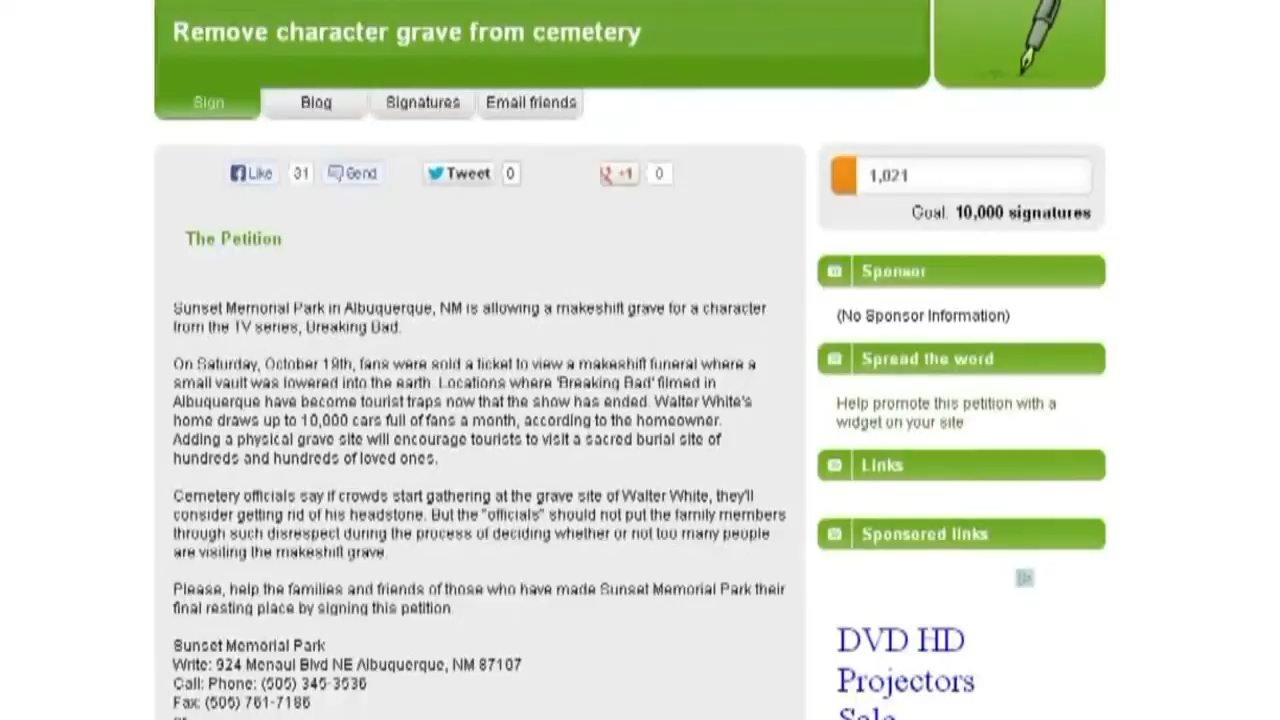 Remove character grave from cemetery
Sign
Blog
Signatures
Email friends
Like
31
Send
Tweet
0
+1
0
The Petition
Sunset Memorial Park in Albuquerque, NM is allowing a makeshift grave for a character
from the TV series, Breaking Bad.
On Saturday, October 19th, fans were sold a ticket to view a makeshift funeral where a
small vault was lowered into the earth. Locations where 'Breaking Bad' filmed in
Albuquerque have become tourist traps now that the show has ended. Walter White's
home draws up to 10,000 cars full of fans a month, according to the homeowner.
Adding a physical grave site will encourage tourists to visit a sacred burial site of
hundreds and hundreds of loved ones.
Cemetery officials say if crowds start gathering at the grave site of Walter White, they'll
consider getting rid of his headstone. But the "officials" should not put the family members
through such disrespect during the process of deciding whether or not too many people
are visiting the makeshift grave.
Please, help the families and friends of those who have made Sunset Memorial Park their
final resting place by signing this petition.
Sunset Memorial Park
Write: 924 Menaul Blvd NE Albuquerque, NM 87107
Call: Phone: (505) 345-3536
Fax: (505) 761-7186
1,021
Goal: 10,000 signatures
Sponsor
(No Sponsor Information)
Spread the word
Help promote this petition with a
widget on your site
Links
Sponsored links
DVD HD
Projectors
Sale